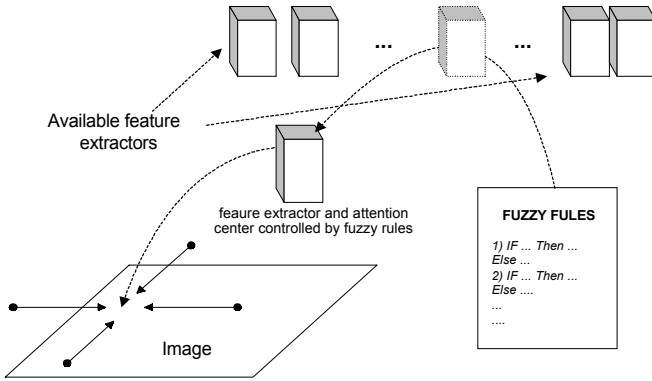 ... ...
Available feature
extractors
feaure extractor and attention
center controlled by fuzzy rules
FUZZY FULES
1) IF ... Then ...
Else ...
2) IF ... Then ...
Else ....
...
....
Image